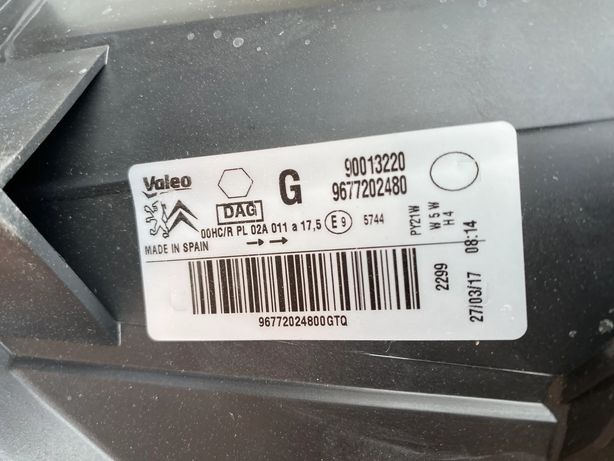 Valeo
G
90013220
9677202480
DAG
00HC/R PL 02A 011 a 17,5 E9 5744
MADE IN SPAIN
PY21W
W5W
H4
96772024800GTQ
2299
27/03/17 08:14